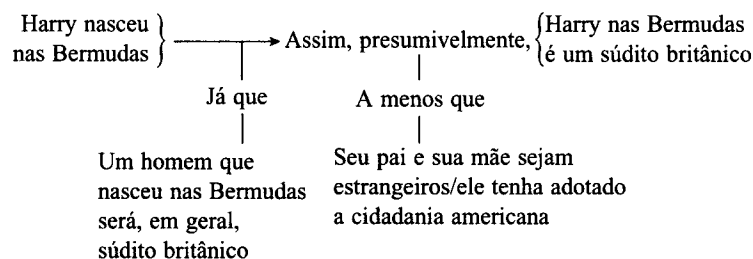 Harry nasceu
nas Bermudas
Assim, presumivelmente,
Harry nas Bermudas
é um súdito britânico
Já que
A menos que
Um homem que
nasceu nas Bermudas
será, em geral,
súdito britânico
Seu pai e sua mãe sejam
estrangeiros/ele tenha adotado
a cidadania americana